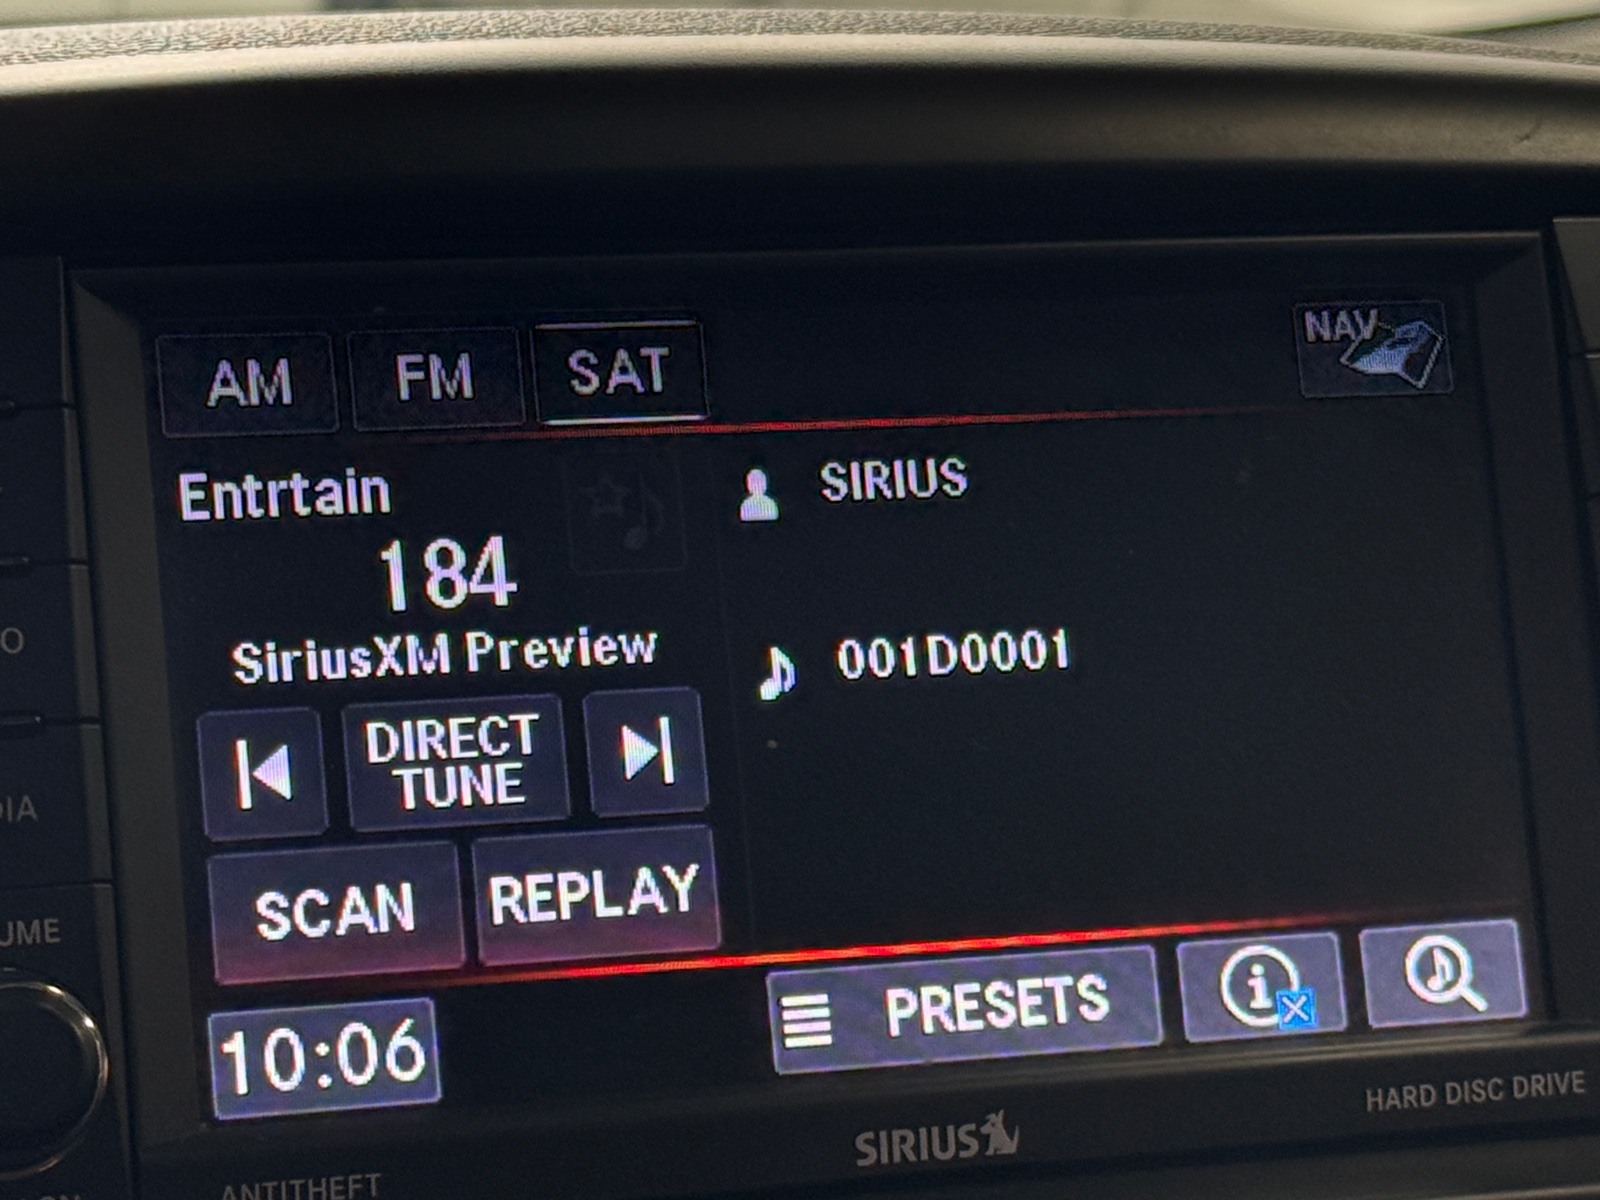 AM FM SAT
NAV
Entrtain
184
SiriusXM Preview
SIRIUS
001D0001
DIRECT
TUNE
SCAN
REPLAY
10:06
PRESETS
i
SIRIUS
HARD DISC DRIVE
ANTITHEFT